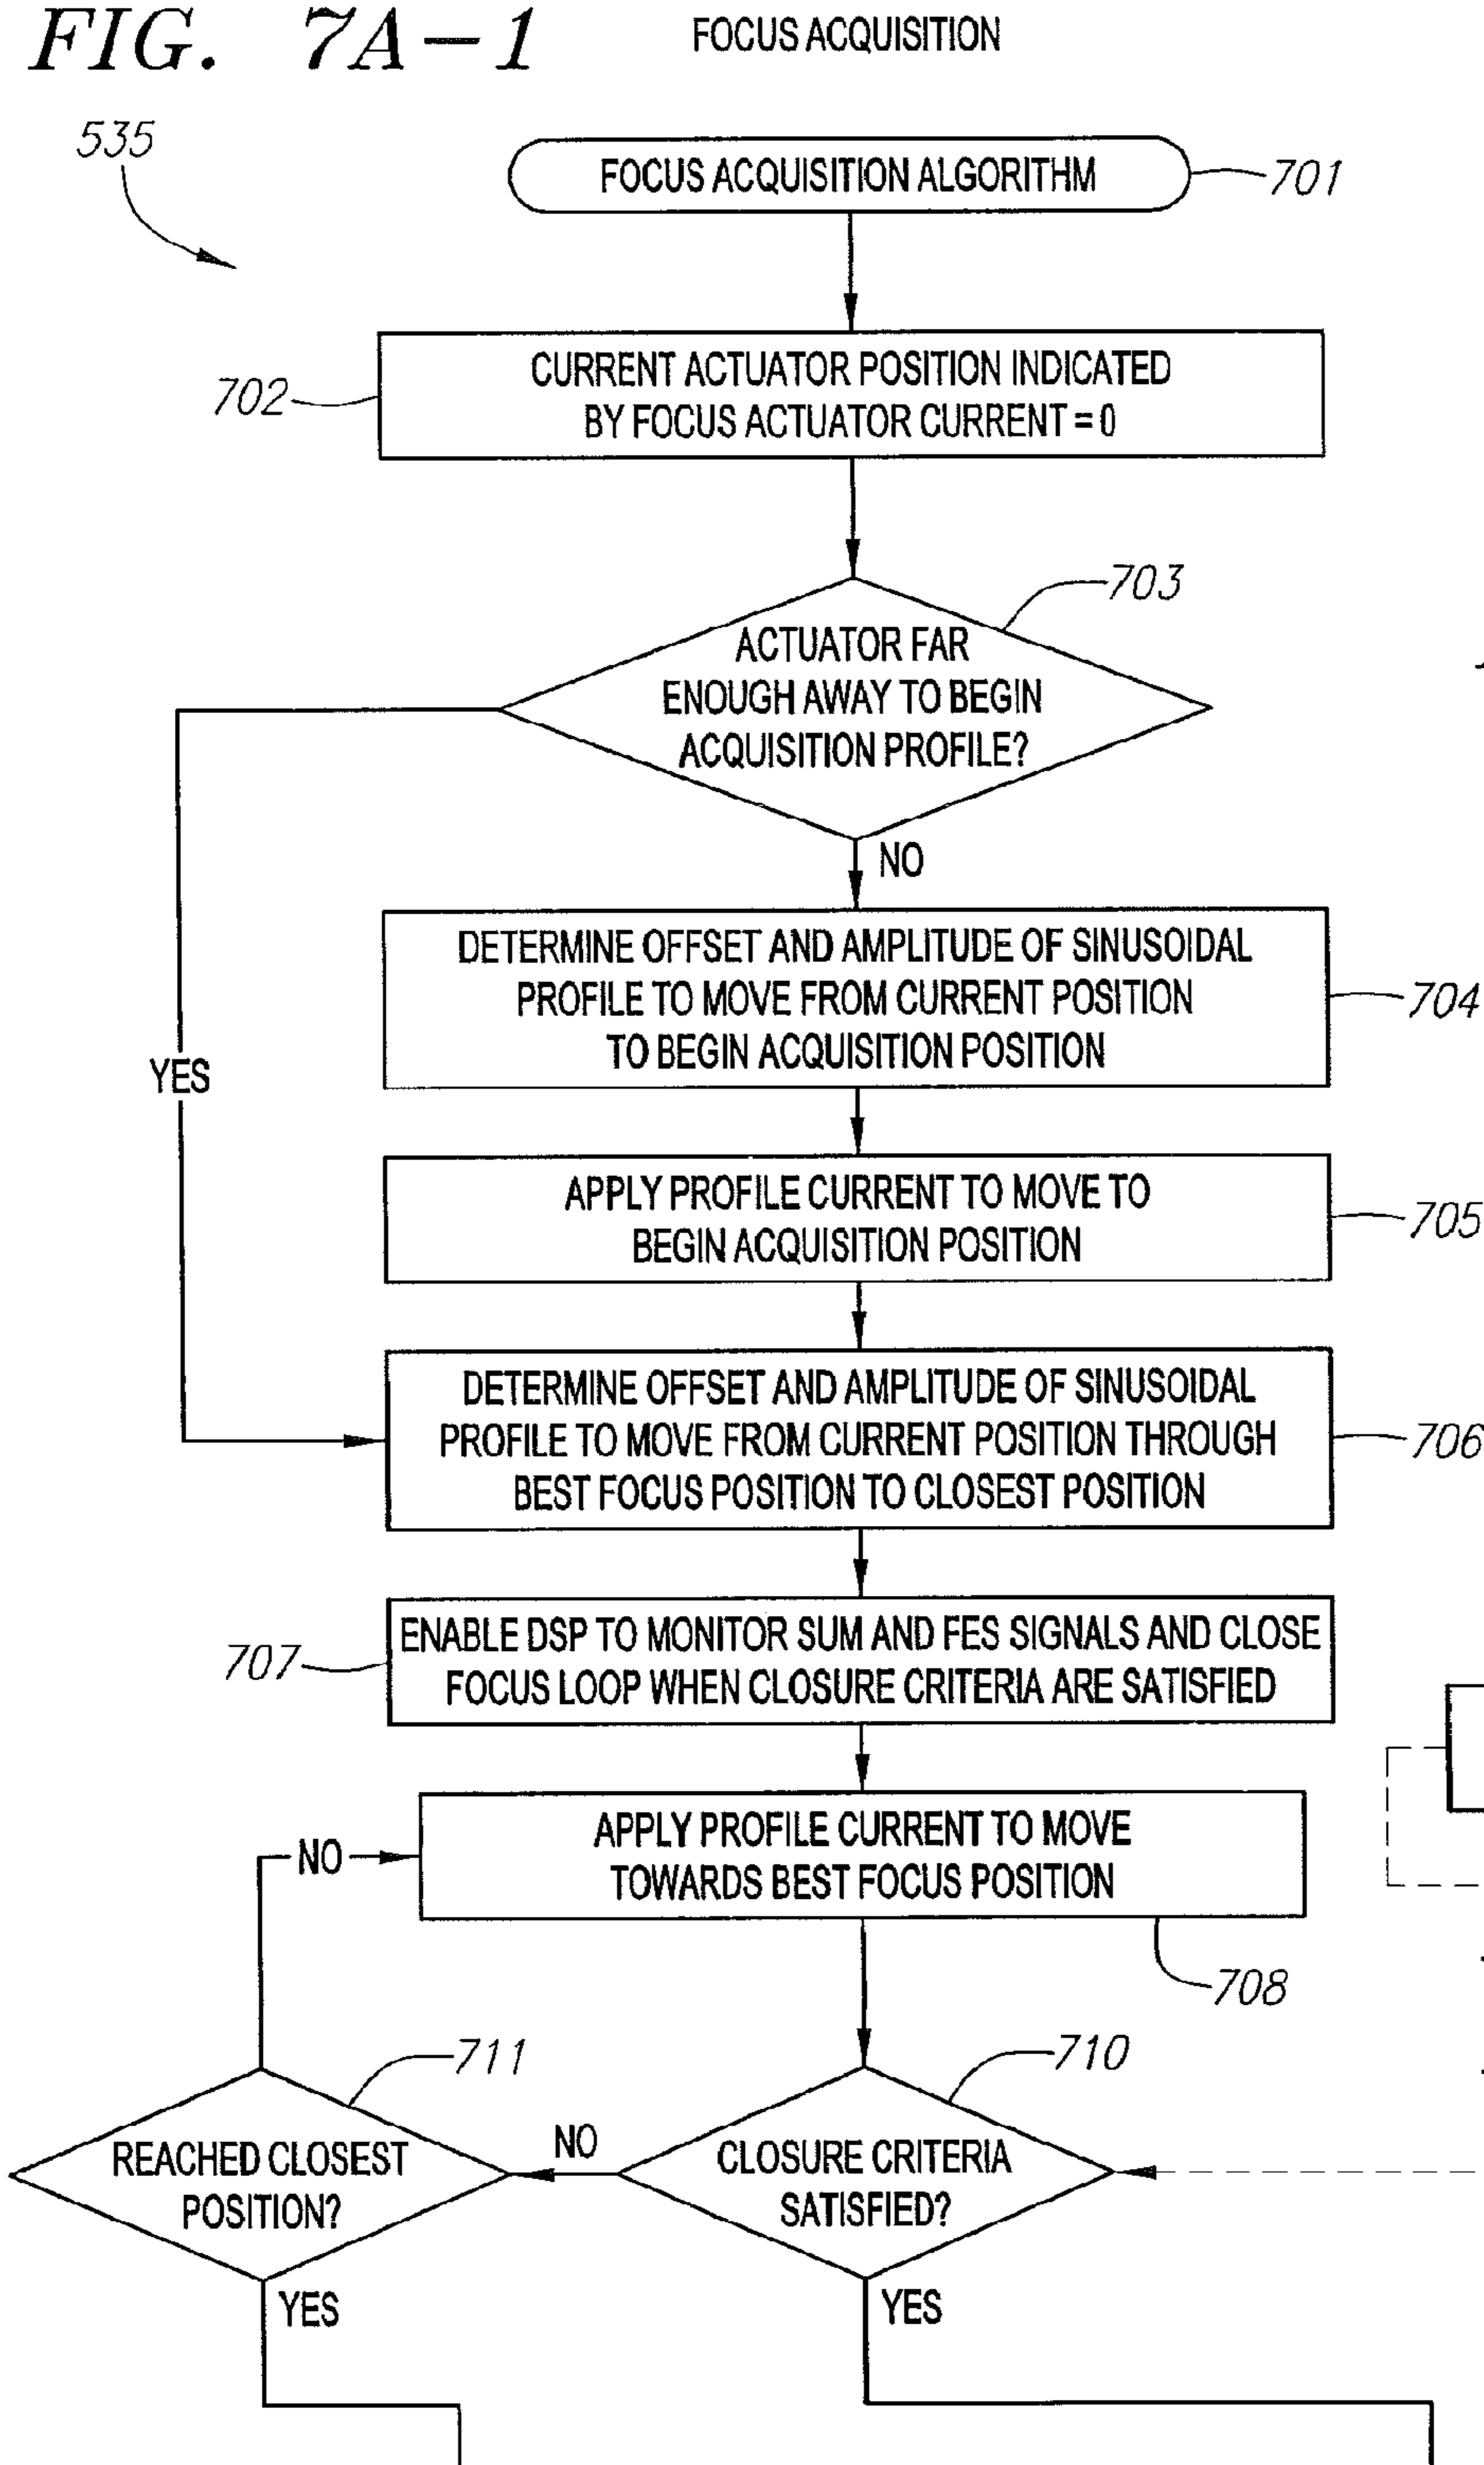 FIG. 7A-1
FOCUS ACQUISITION
535
FOCUS ACQUISITION ALGORITHM
701
CURRENT ACTUATOR POSITION INDICATED
BY FOCUS ACTUATOR CURRENT = 0
702
703
ACTUATOR FAR
ENOUGH AWAY TO BEGIN
ACQUISITION PROFILE?
NO
DETERMINE OFFSET AND AMPLITUDE OF SINUSOIDAL
PROFILE TO MOVE FROM CURRENT POSITION
TO BEGIN ACQUISITION POSITION
704
YES
APPLY PROFILE CURRENT TO MOVE TO
BEGIN ACQUISITION POSITION
705
DETERMINE OFFSET AND AMPLITUDE OF SINUSOIDAL
PROFILE TO MOVE FROM CURRENT POSITION THROUGH
BEST FOCUS POSITION TO CLOSEST POSITION
706
ENABLE DSP TO MONITOR SUM AND FES SIGNALS AND CLOSE
FOCUS LOOP WHEN CLOSURE CRITERIA ARE SATISFIED
707
APPLY PROFILE CURRENT TO MOVE
TOWARDS BEST FOCUS POSITION
NO
708
711
710
REACHED CLOSEST
POSITION?
NO
CLOSURE CRITERIA
SATISFIED?
YES
YES